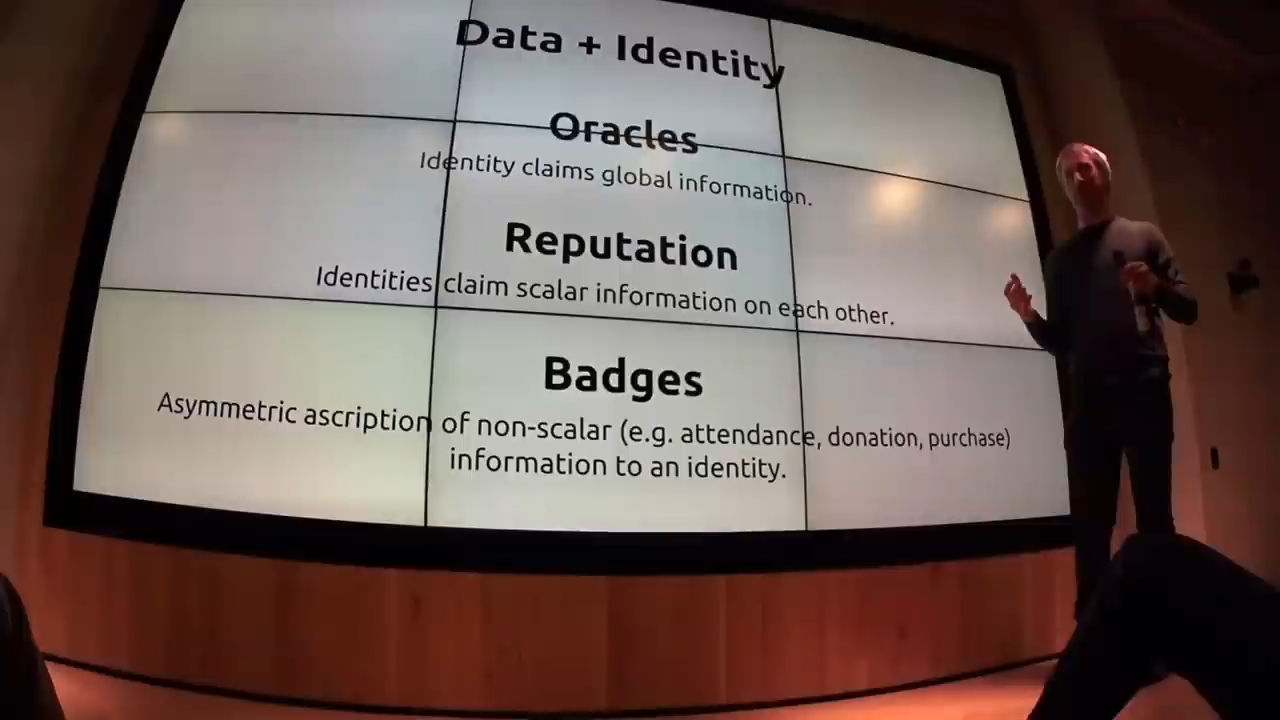 Data + Identity
Oracles
Identity claims global information.
Reputation
Identities claim scalar information on each other.
Badges
Asymmetric ascription of non-scalar (e.g. attendance, donation, purchase)
information to an identity.